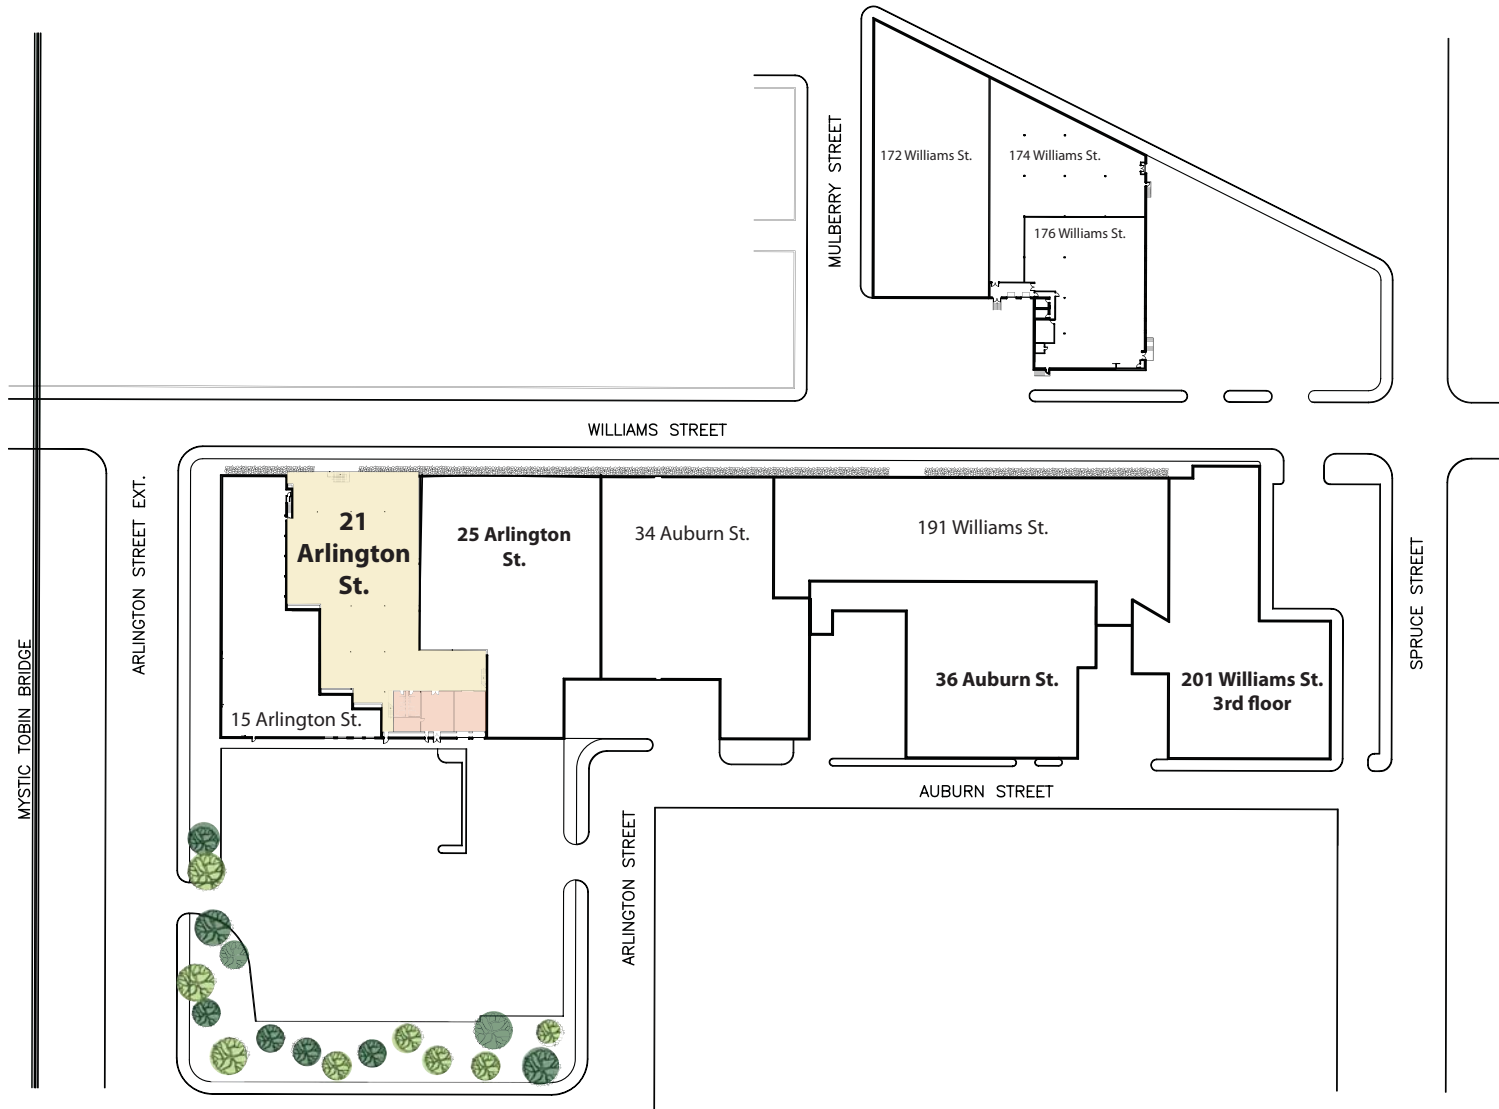 MULBERRY STREET
172 Williams St.
174 Williams St.
176 Williams St.
WILLIAMS STREET
ARLINGTON STREET EXT.
MYSTIC TOBIN BRIDGE
21
Arlington
St.
25 Arlington
St.
34 Auburn St.
191 Williams St.
15 Arlington St.
36 Auburn St.
201 Williams St.
3rd floor
SPRUCE STREET
AUBURN STREET
ARLINGTON STREET